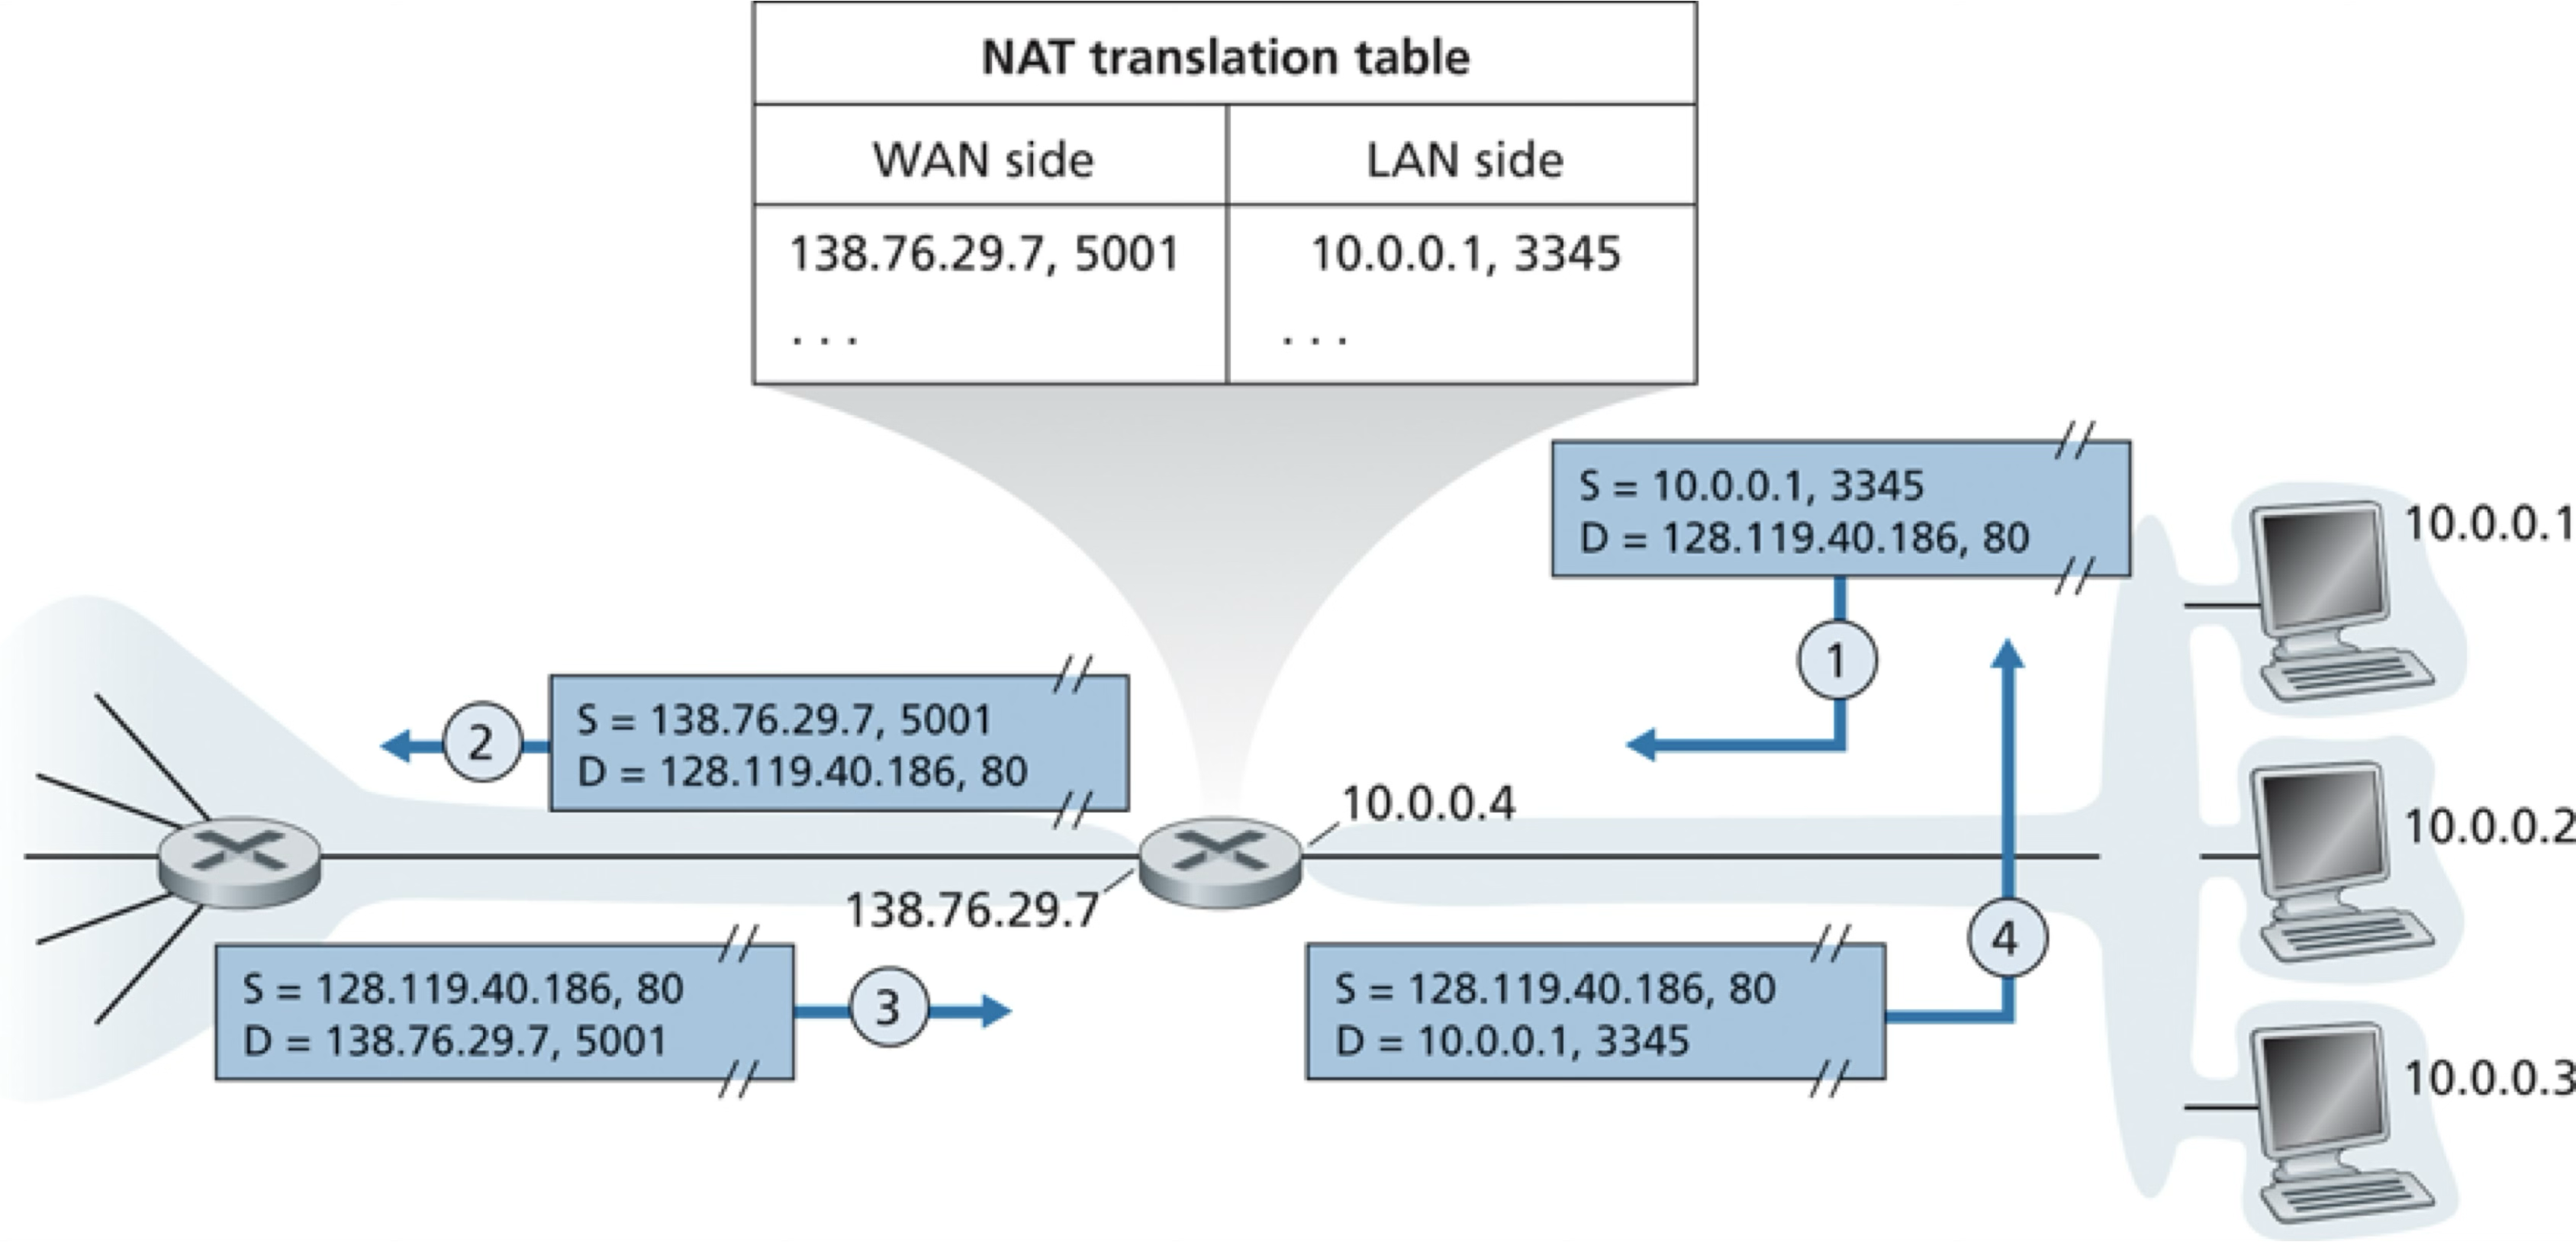 NAT translation table
WAN side LAN side
138.76.29.7, 5001 10.0.0.1, 3345
. . . . . .
S = 10.0.0.1, 3345
D = 128.119.40.186, 80
10.0.0.1
1
2
S = 138.76.29.7, 5001
D = 128.119.40.186, 80
10.0.0.4
10.0.0.2
138.76.29.7
S = 128.119.40.186, 80
D = 138.76.29.7, 5001
3
S = 128.119.40.186, 80
D = 10.0.0.1, 3345
4
10.0.0.3